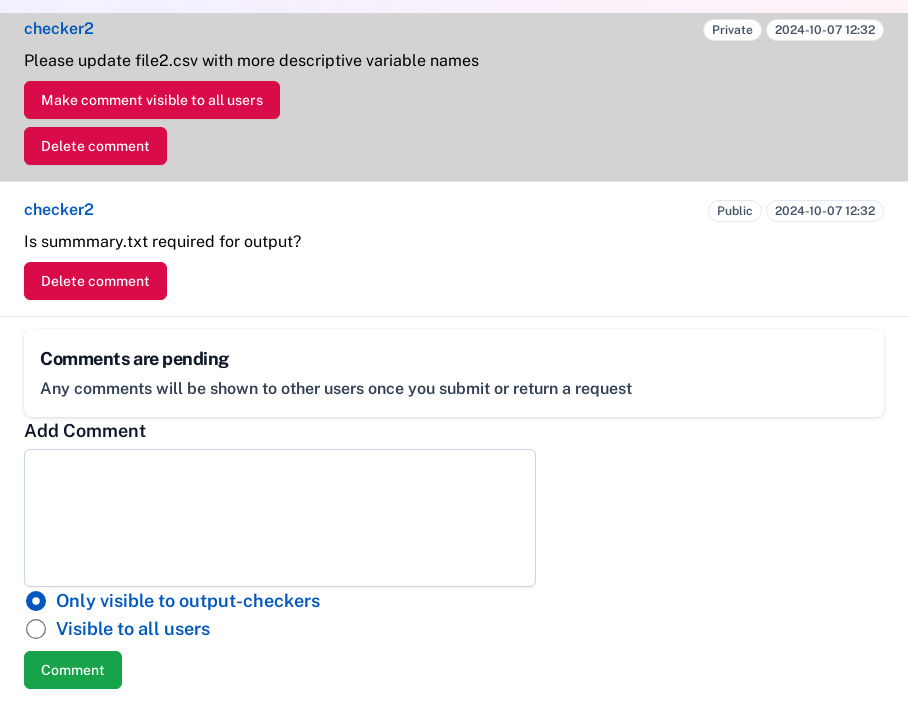 checker2 Private 2024-10-07 12:32
Please update file2.csv with more descriptive variable names
Make comment visible to all users
Delete comment
checker2 Public 2024-10-07 12:32
Is summmary.txt required for output?
Delete comment
Comments are pending
Any comments will be shown to other users once you submit or return a request
Add Comment
Only visible to output-checkers
Visible to all users
Comment